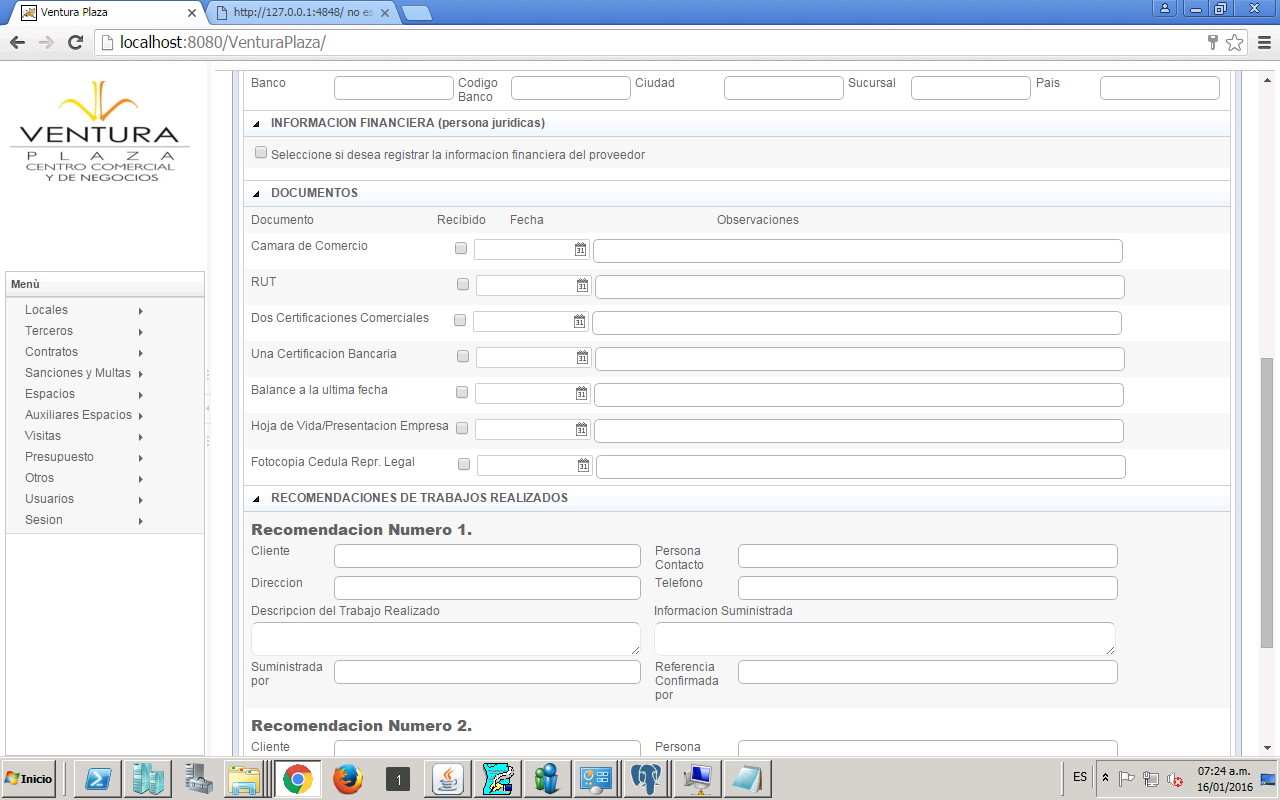 Ventura Plaza
http://127.0.0.1:4848/ no es
localhost:8080/VenturaPlaza/
VENTURA
PLAZA
CENTRO COMERCIAL
Y DE NEGOCIOS
Menù
Locales
Terceros
Contratos
Sanciones y Multas
Espacios
Auxiliares Espacios
Visitas
Presupuesto
Otros
Usuarios
Sesion
Banco Codigo Banco Ciudad Sucursal Pais
INFORMACION FINANCIERA (persona juridicas)
Seleccione si desea registrar la informacion financiera del proveedor
DOCUMENTOS
Documento Recibido Fecha Observaciones
Camara de Comercio 31
RUT 31
Dos Certificaciones Comerciales 31
Una Certificacion Bancaria 31
Balance a la ultima fecha 31
Hoja de Vida/Presentacion Empresa 31
Fotocopia Cedula Repr. Legal 31
RECOMENDACIONES DE TRABAJOS REALIZADOS
Recomendacion Numero 1.
Cliente Persona Contacto
Direccion Telefono
Descripcion del Trabajo Realizado Informacion Suministrada
Suministrada por Referencia Confirmada por
Recomendacion Numero 2.
Cliente Persona
Inicio 1 ES 07:24 a.m.
16/01/2016